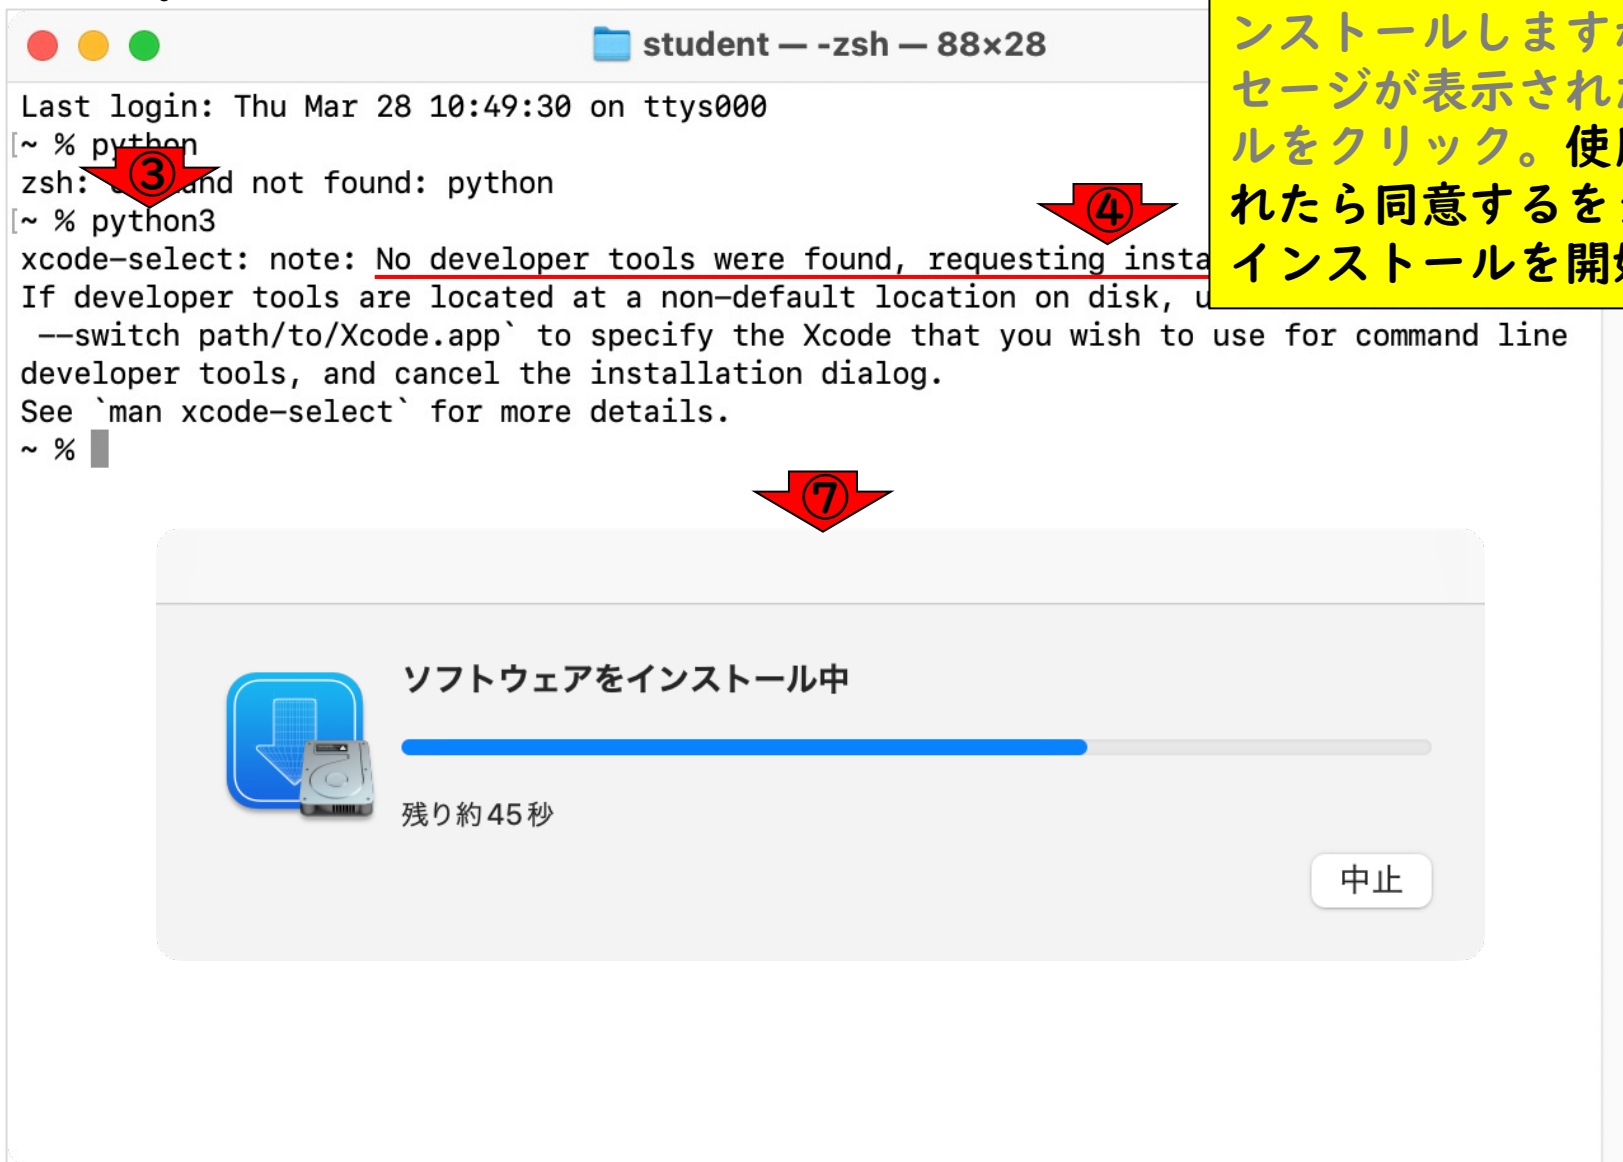 student — -zsh — 88×28
Last login: Thu Mar 28 10:49:30 on ttys000
[~ % python
③
zsh: command not found: python
[~ % python3
④
xcode-select: note: No developer tools were found, requesting insta
If developer tools are located at a non-default location on disk, u
--switch path/to/Xcode.app` to specify the Xcode that you wish to use for command line
developer tools, and cancel the installation dialog.
See `man xcode-select` for more details.
~ %
ンストールします
セージが表示され
ルをクリック。使
れたら同意するを
インストールを開
⑦
ソフトウェアをインストール中
残り約45秒
中止